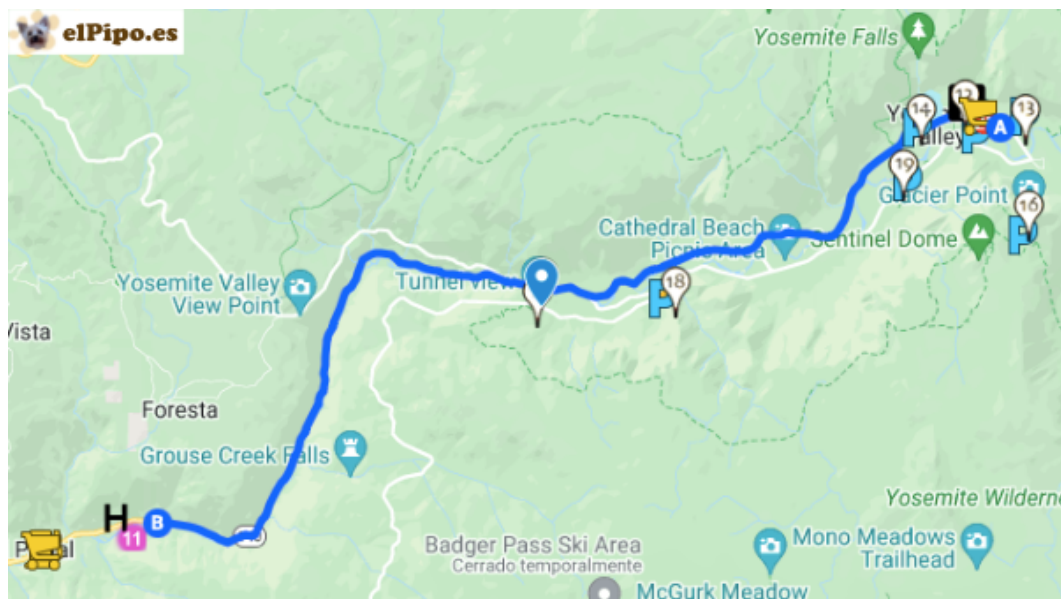 elPipo.es
Yosemite Falls
14
13
A
19
Glacier Point
16
Cathedral Beach
Picnic Area
Sentinel Dome
Yosemite Valley
View Point
Tunnel View
18
Vista
Foresta
Grouse Creek Falls
H
11
B
Yosemite Wilderne
Badger Pass Ski Area
Cerrado temporalmente
Mono Meadows
Trailhead
McGurk Meadow